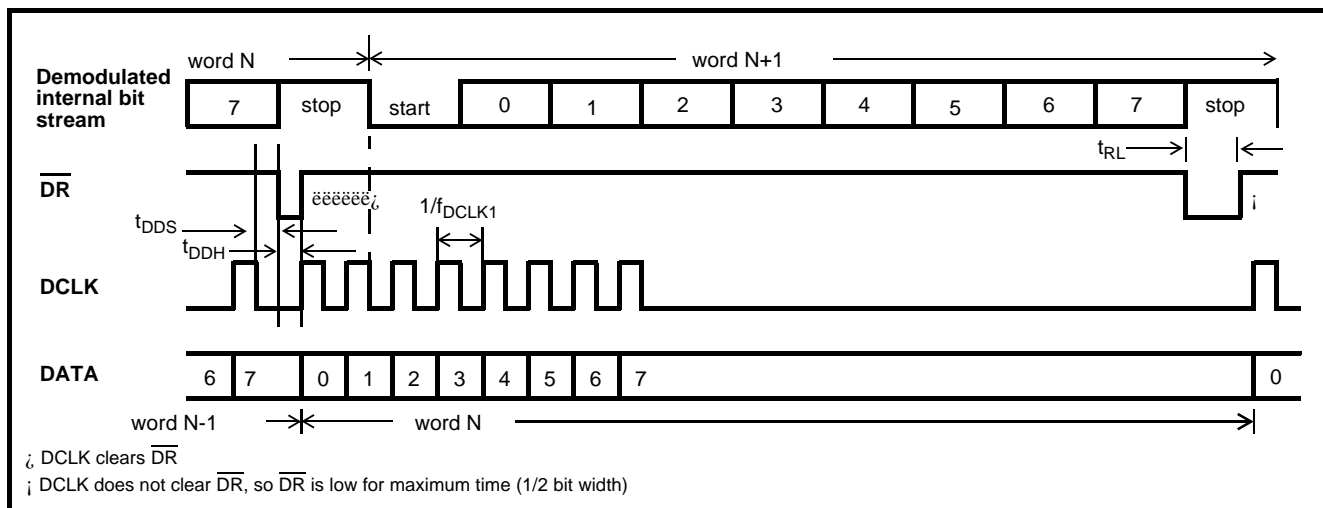 word N
word N+1
Demodulated internal bit stream
7 stop start 0 1 2 3 4 5 6 7 stop
tRL
DR
ëëëëëë¿
¡
1/fDCLK1
tDDS
tDDH
DCLK
DATA
6 7 0 1 2 3 4 5 6 7 0
word N-1
word N
¿ DCLK clears DR
¡ DCLK does not clear DR, so DR is low for maximum time (1/2 bit width)